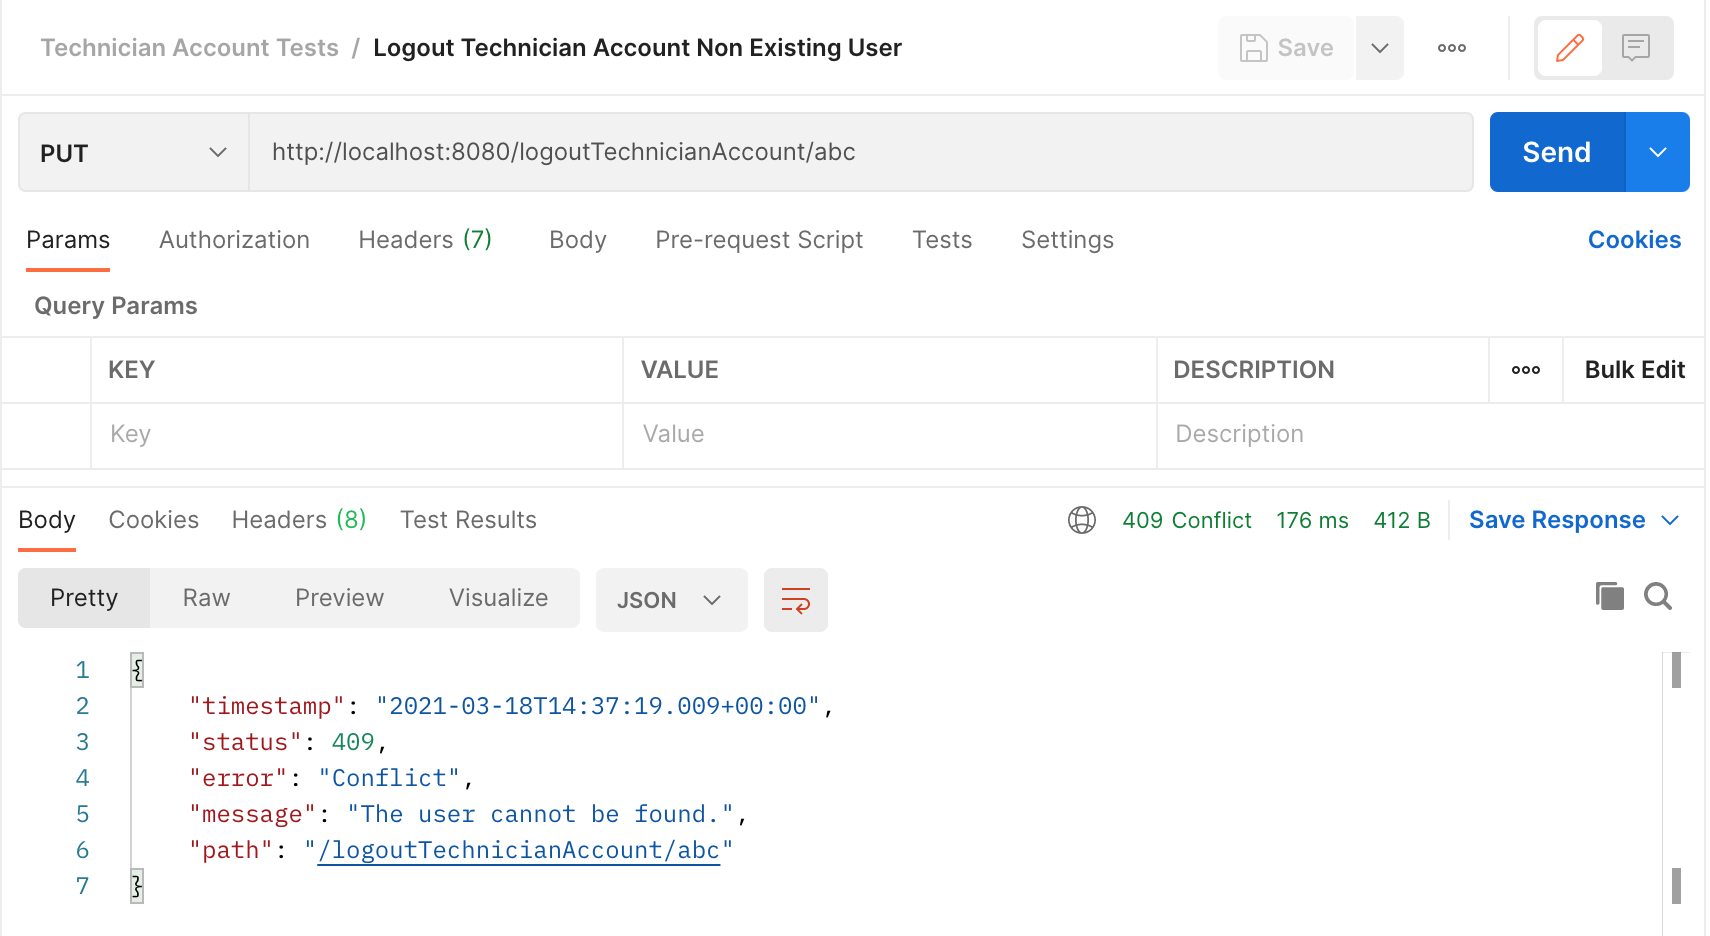 Technician Account Tests / Logout Technician Account Non Existing User
Save
PUT
http://localhost:8080/logoutTechnicianAccount/abc
Send
Params Authorization Headers (7) Body Pre-request Script Tests Settings Cookies
Query Params
KEY VALUE DESCRIPTION Bulk Edit
Key Value Description
Body Cookies Headers (8) Test Results 409 Conflict 176 ms 412 B Save Response
Pretty Raw Preview Visualize JSON
1 {
2 "timestamp": "2021-03-18T14:37:19.009+00:00",
3 "status": 409,
4 "error": "Conflict",
5 "message": "The user cannot be found.",
6 "path": "/logoutTechnicianAccount/abc"
7 }